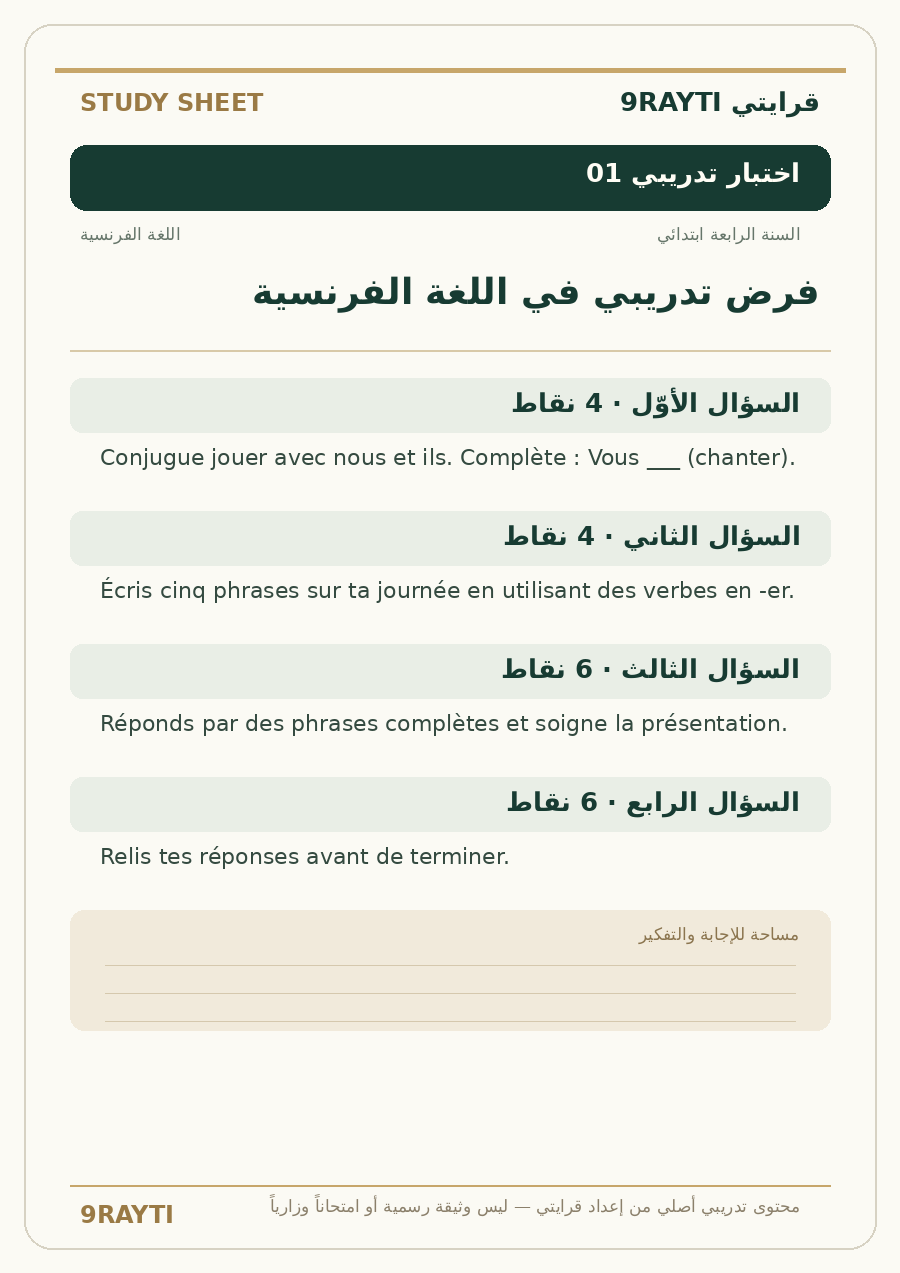 قرايتي 9RAYTI
STUDY SHEET
اختبار تدريبي 01
السنة الرابعة ابتدائي
اللغة الفرنسية
فرض تدريبي في اللغة الفرنسية
السؤال الأوّل · 4 نقاط
Conjugue jouer avec nous et ils. Complète : Vous ___ (chanter).
السؤال الثاني · 4 نقاط
Écris cinq phrases sur ta journée en utilisant des verbes en -er.
السؤال الثالث · 6 نقاط
Réponds par des phrases complètes et soigne la présentation.
السؤال الرابع · 6 نقاط
Relis tes réponses avant de terminer.
مساحة للإجابة والتفكير
محتوى تدريبي أصلي من إعداد قرايتي — ليس وثيقة رسمية أو امتحاناً وزارياً
9RAYTI